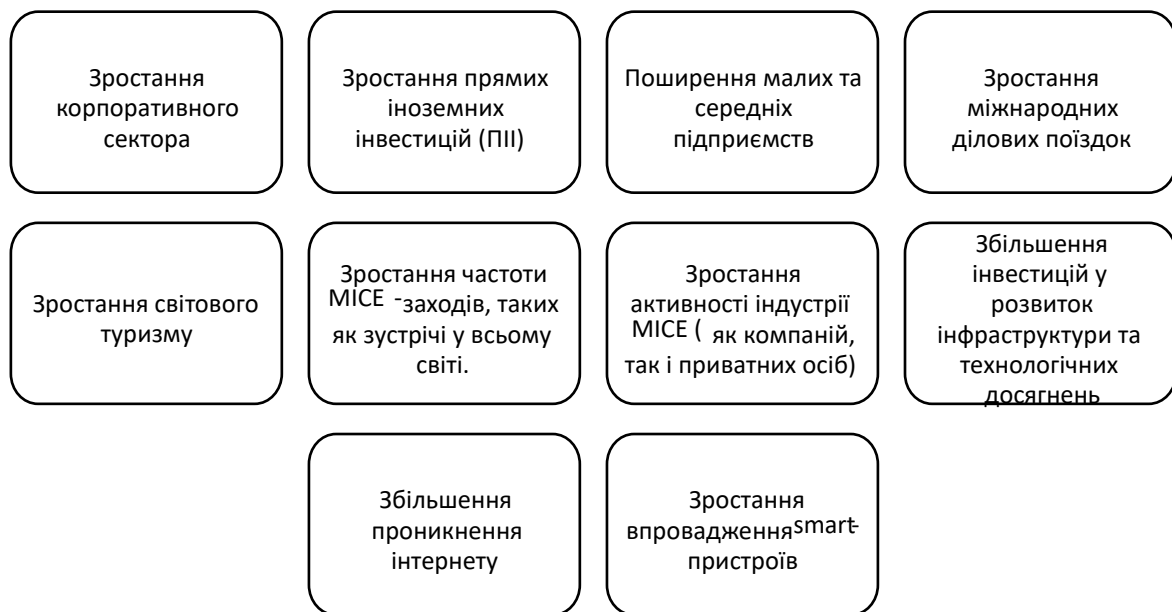 Зростання
корпоративного
сектора
Зростання прямих
іноземних
інвестицій (ПІІ)
Поширення малих та
середніх
підприємств
Зростання
міжнародних
ділових поїздок
Зростання світового
туризму
Зростання частоти
MICE -заходів, таких
як зустрічі у всьому
світі.
Зростання
активності індустрії
MICE ( як компаній,
так і приватних осіб)
Збільшення
інвестицій у
розвиток
інфраструктури та
технологічних
досягнень
Збільшення
проникнення
інтернету
Зростання
впровадження smart-
пристроїв